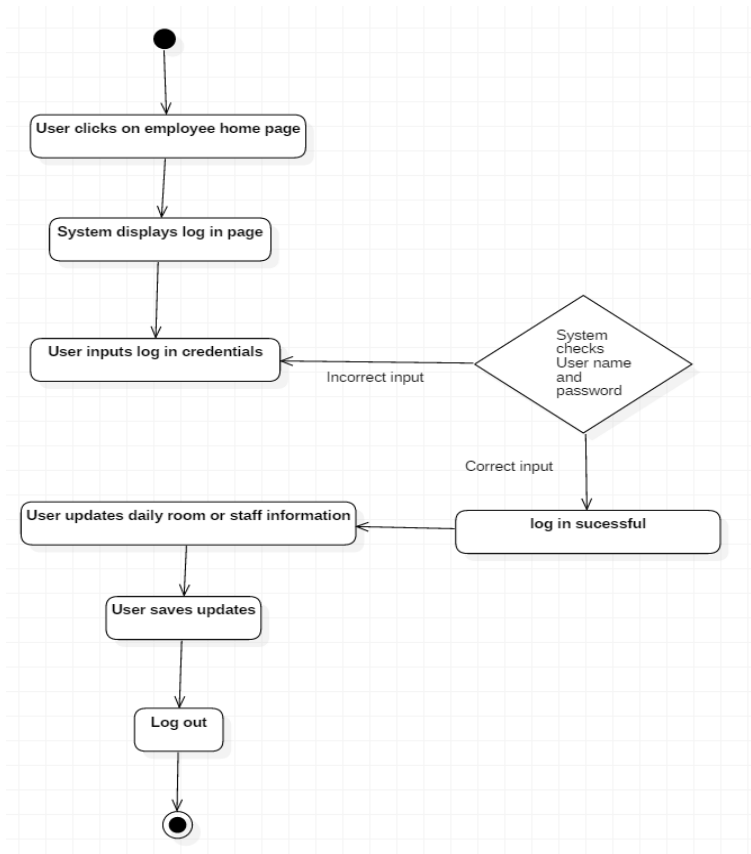 User clicks on employee home page
System displays log in page
User inputs log in credentials
System
checks
User name
and
password
Incorrect input
Correct input
User updates daily room or staff information
log in sucessful
User saves updates
Log out